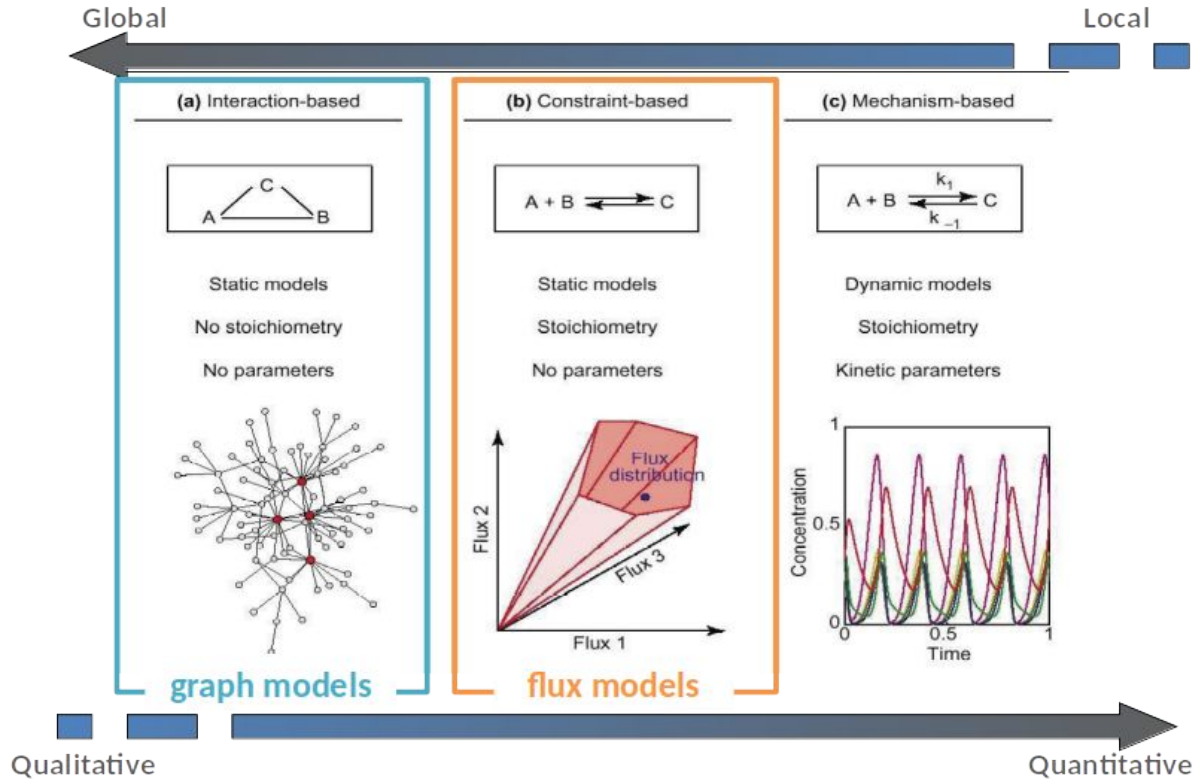 Global
Local
(a) Interaction-based
C
A
B
Static models
No stoichiometry
No parameters
graph models
(b) Constraint-based
A + B
C
Static models
Stoichiometry
No parameters
Flux
distribution
Flux 2
Flux 3
Flux 1
flux models
(c) Mechanism-based
k1
A + B
C
k–1
Dynamic models
Stoichiometry
Kinetic parameters
1
0.5
0
Concentration
0
0.5
1
Time
Qualitative
Quantitative